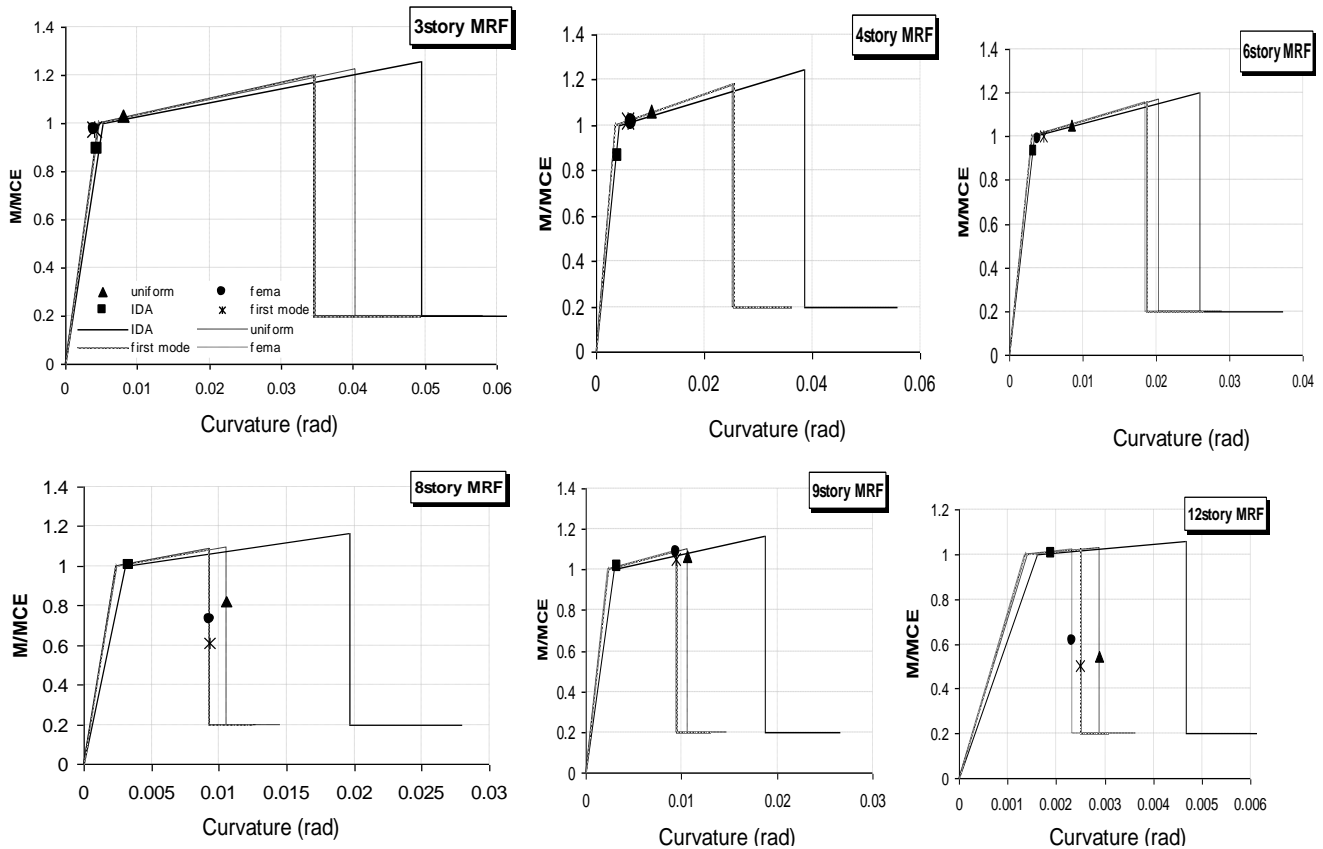 3story MRF
1.4
1.2
1
0.8
0.6
0.4
0.2
0
M/MCE
uniform
fema
IDA
first mode
IDA
uniform
first mode
fema
0 0.01 0.02 0.03 0.04 0.05 0.06
Curvature (rad)
4story MRF
1.4
1.2
1
0.8
0.6
0.4
0.2
0
M/MCE
0 0.02 0.04 0.06
Curvature (rad)
6story MRF
1.4
1.2
1
0.8
0.6
0.4
0.2
0
M/MCE
0 0.01 0.02 0.03 0.04
Curvature (rad)
8story MRF
1.4
1.2
1
0.8
0.6
0.4
0.2
0
M/MCE
0 0.005 0.01 0.015 0.02 0.025 0.03
Curvature (rad)
9story MRF
1.4
1.2
1
0.8
0.6
0.4
0.2
0
M/MCE
0 0.01 0.02 0.03
Curvature (rad)
12story MRF
1.2
1
0.8
0.6
0.4
0.2
0
M/MCE
0 0.001 0.002 0.003 0.004 0.005 0.006
Curvature (rad)